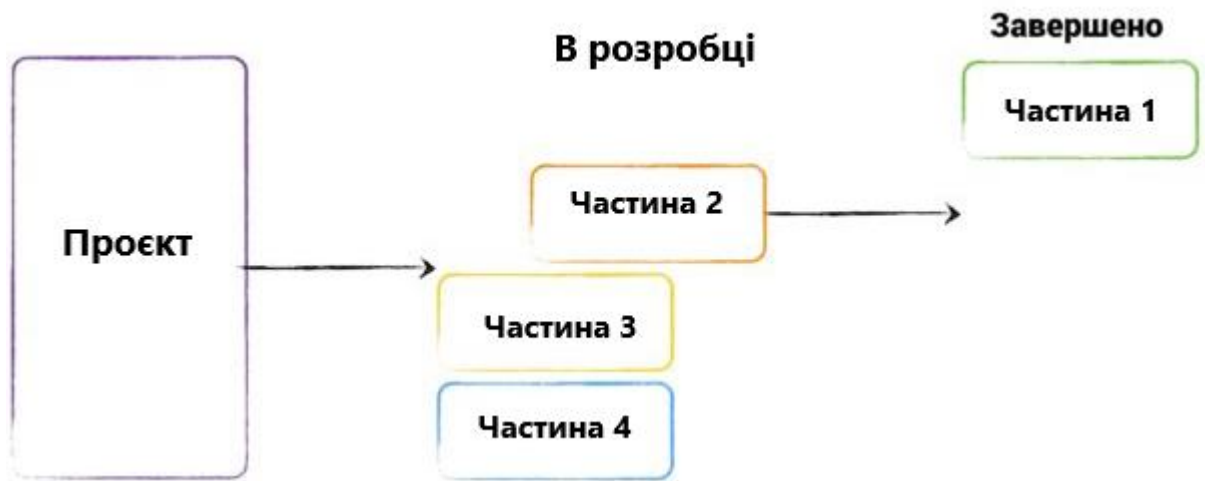 Завершено
В розробці
Частина 1
Частина 2
Проєкт
Частина 3
Частина 4